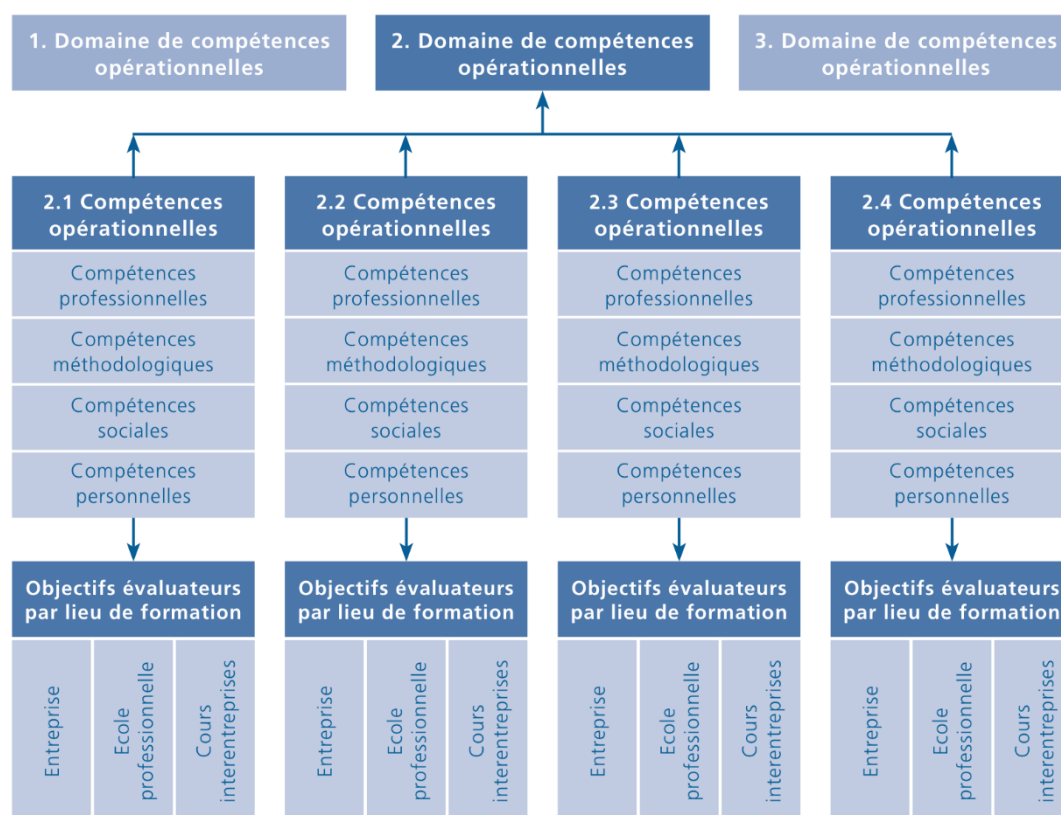 1. Domaine de compétences
opérationnelles
2. Domaine de compétences
opérationnelles
3. Domaine de compétences
opérationnelles
2.1 Compétences
opérationnelles
Compétences
professionnelles
Compétences
méthodologiques
Compétences
sociales
Compétences
personnelles
Objectifs évaluateurs
par lieu de formation
Entreprise
Ecole
professionnelle
Cours
interentreprises
2.2 Compétences
opérationnelles
Compétences
professionnelles
Compétences
méthodologiques
Compétences
sociales
Compétences
personnelles
Objectifs évaluateurs
par lieu de formation
Entreprise
Ecole
professionnelle
Cours
interentreprises
2.3 Compétences
opérationnelles
Compétences
professionnelles
Compétences
méthodologiques
Compétences
sociales
Compétences
personnelles
Objectifs évaluateurs
par lieu de formation
Entreprise
Ecole
professionnelle
Cours
interentreprises
2.4 Compétences
opérationnelles
Compétences
professionnelles
Compétences
méthodologiques
Compétences
sociales
Compétences
personnelles
Objectifs évaluateurs
par lieu de formation
Entreprise
Ecole
professionnelle
Cours
interentreprises